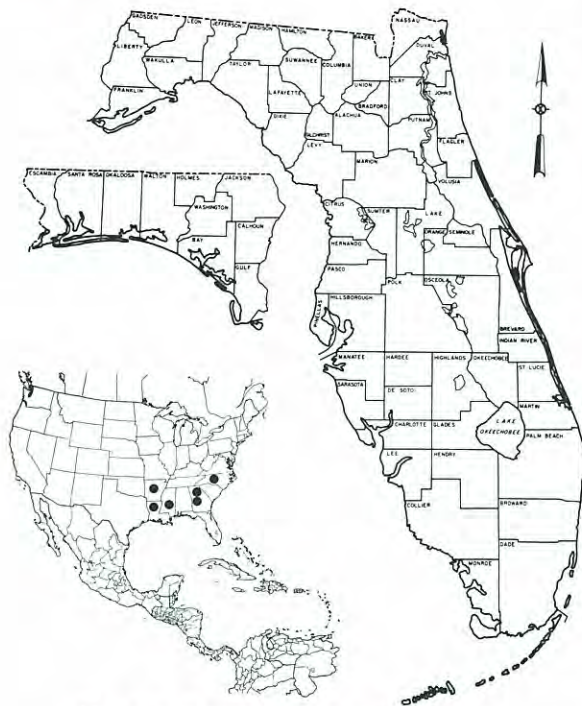 GADSDEN
LEON
JEFFERSON
MADISON
HAMILTON
NASSAU
BAKER
DUVAL
LIBERTY
WAKULLA
TAYLOR
SUWANNEE
COLUMBIA
CLAY
ST. JOHNS
FRANKLIN
LAFAYETTE
UNION
BRADFORD
PUTNAM
DIXIE
GILCHRIST
ALACHUA
FLAGLER
LEVY
MARION
VOLUSIA
ESCAMBIA
SANTA ROSA
OKALOOSA
WALTON
HOLMES
JACKSON
WASHINGTON
BAY
CALHOUN
GULF
CITRUS
SUMTER
LAKE
HERNANDO
ORANGE
SEMINOLE
PASCO
POLK
OSCEOLA
HILLSBOROUGH
PINELLAS
BREVARD
INDIAN RIVER
MANATEE
HARDEE
HIGHLANDS
OKEECHOBEE
ST LUCIE
SARASOTA
DE SOTO
MARTIN
CHARLOTTE
GLADES
LAKE
OKEECHOBEE
PALM BEACH
LEE
HENDRY
COLLIER
BROWARD
DADE
MONROE